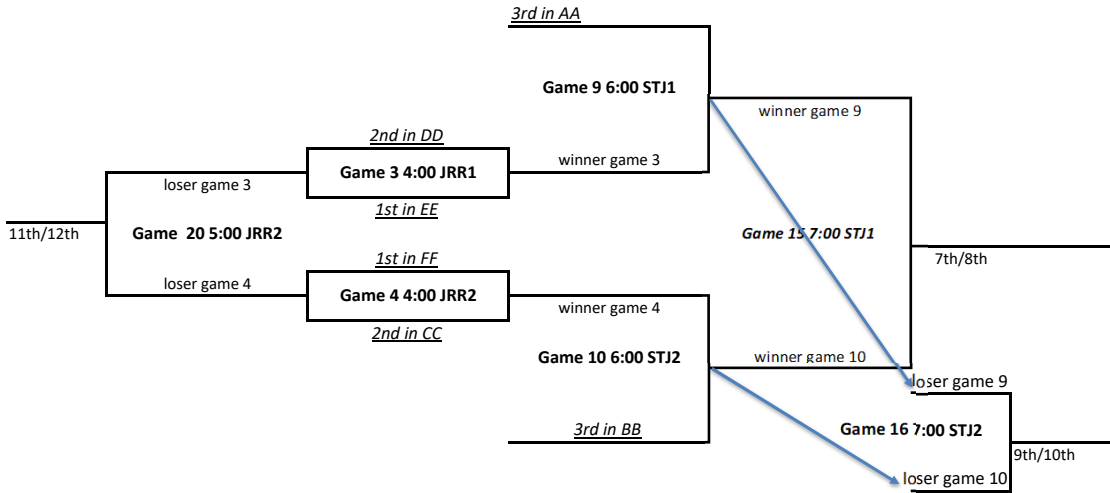 3rd in AA
Game 9 6:00 STJ1
winner game 9
2nd in DD
Game 3 4:00 JRR1
winner game 3
loser game 3
1st in EE
11th/12th
Game  20 5:00 JRR2
Game 15 7:00 STJ1
7th/8th
1st in FF
loser game 4
Game 4 4:00 JRR2
winner game 4
2nd in CC
Game 10 6:00 STJ2
winner game 10
loser game 9
3rd in BB
Game 16 7:00 STJ2
9th/10th
loser game 10